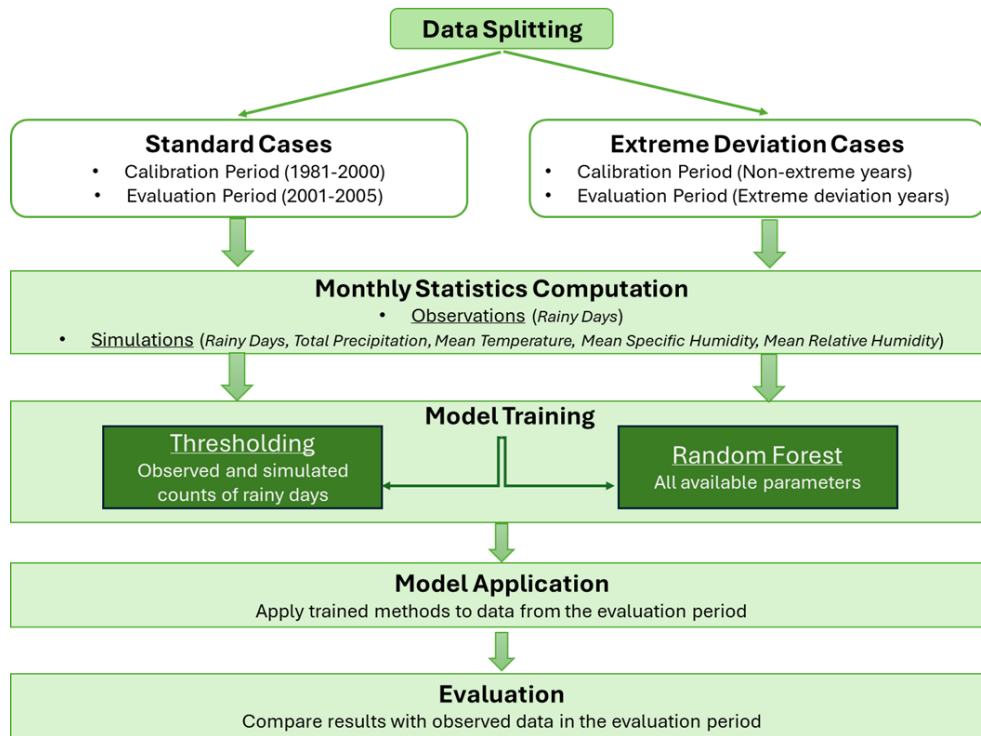 Data Splitting
Standard Cases
• Calibration Period (1981-2000)
• Evaluation Period (2001-2005)
Extreme Deviation Cases
• Calibration Period (Non-extreme years)
• Evaluation Period (Extreme deviation years)
Monthly Statistics Computation
• Observations (Rainy Days)
• Simulations (Rainy Days, Total Precipitation, Mean Temperature, Mean Specific Humidity, Mean Relative Humidity)
Model Training
Thresholding
Observed and simulated
counts of rainy days
Random Forest
All available parameters
Model Application
Apply trained methods to data from the evaluation period
Evaluation
Compare results with observed data in the evaluation period